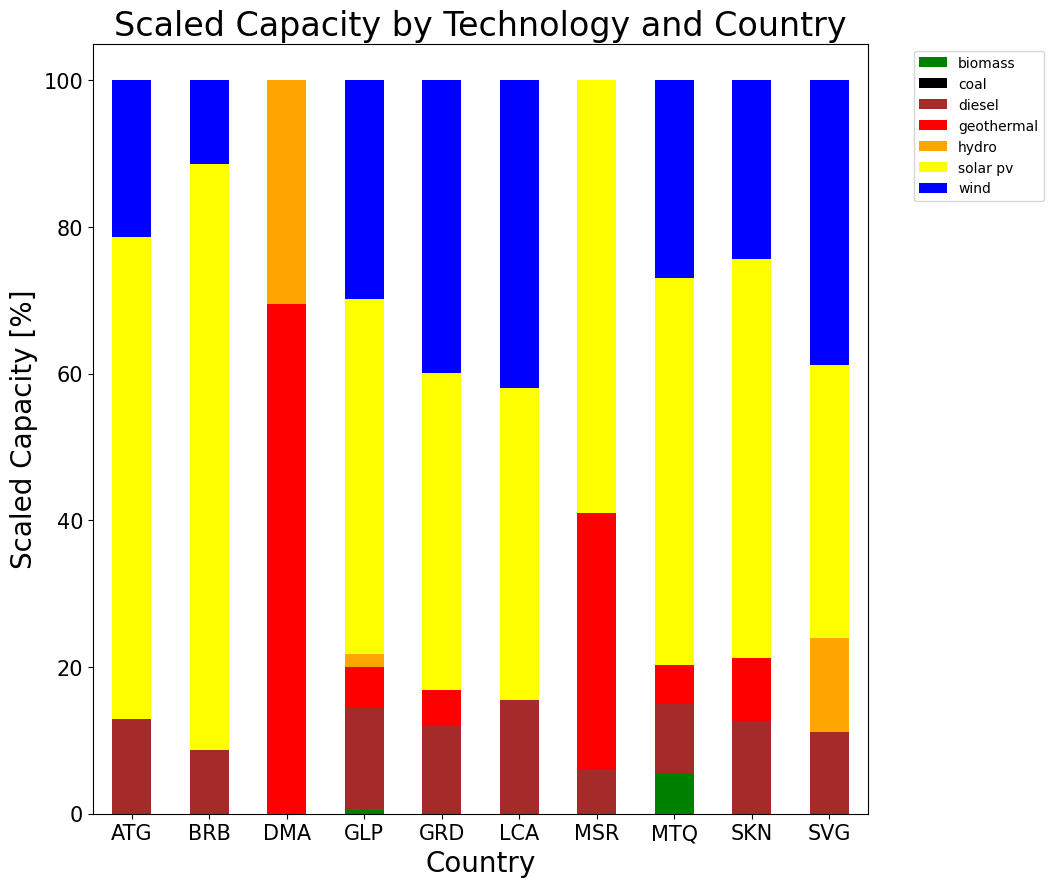 Scaled Capacity by Technology and Country
biomass
coal
diesel
geothermal
hydro
solar pv
wind
Scaled Capacity [%]
100
80
60
40
20
0
ATG BRB DMA GLP GRD LCA MSR MTQ SKN SVG
Country